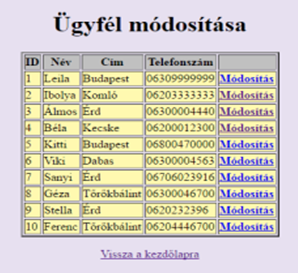 Ügyfél módosítása
ID Név Cím Telefonszám
1 Leila Budapest 06309999999 Módosítás
2 Ibolya Komló 06203333333 Módosítás
3 Álmos Érd 06300004440 Módosítás
4 Béla Kecske 06200012300 Módosítás
5 Kitti Budapest 06800470000 Módosítás
6 Viki Dabas 06300004563 Módosítás
7 Sanyi Érd 06706023916 Módosítás
8 Géza Törökbálint 06300046700 Módosítás
9 Stella Érd 0620232396 Módosítás
10 Ferenc Törökbálint 06204446700 Módosítás
Vissza a kezdőlapra